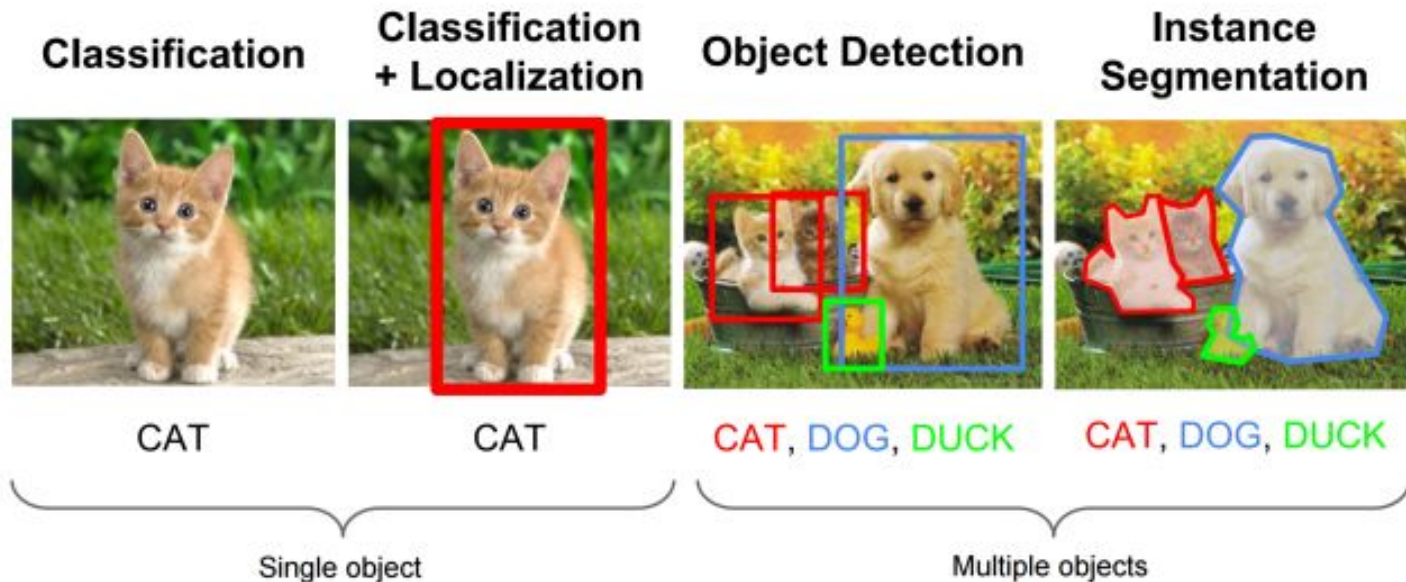 Classification
Classification
+ Localization
Object Detection
Instance
Segmentation
CAT
CAT
CAT, DOG, DUCK
CAT, DOG, DUCK
Single object
Multiple objects